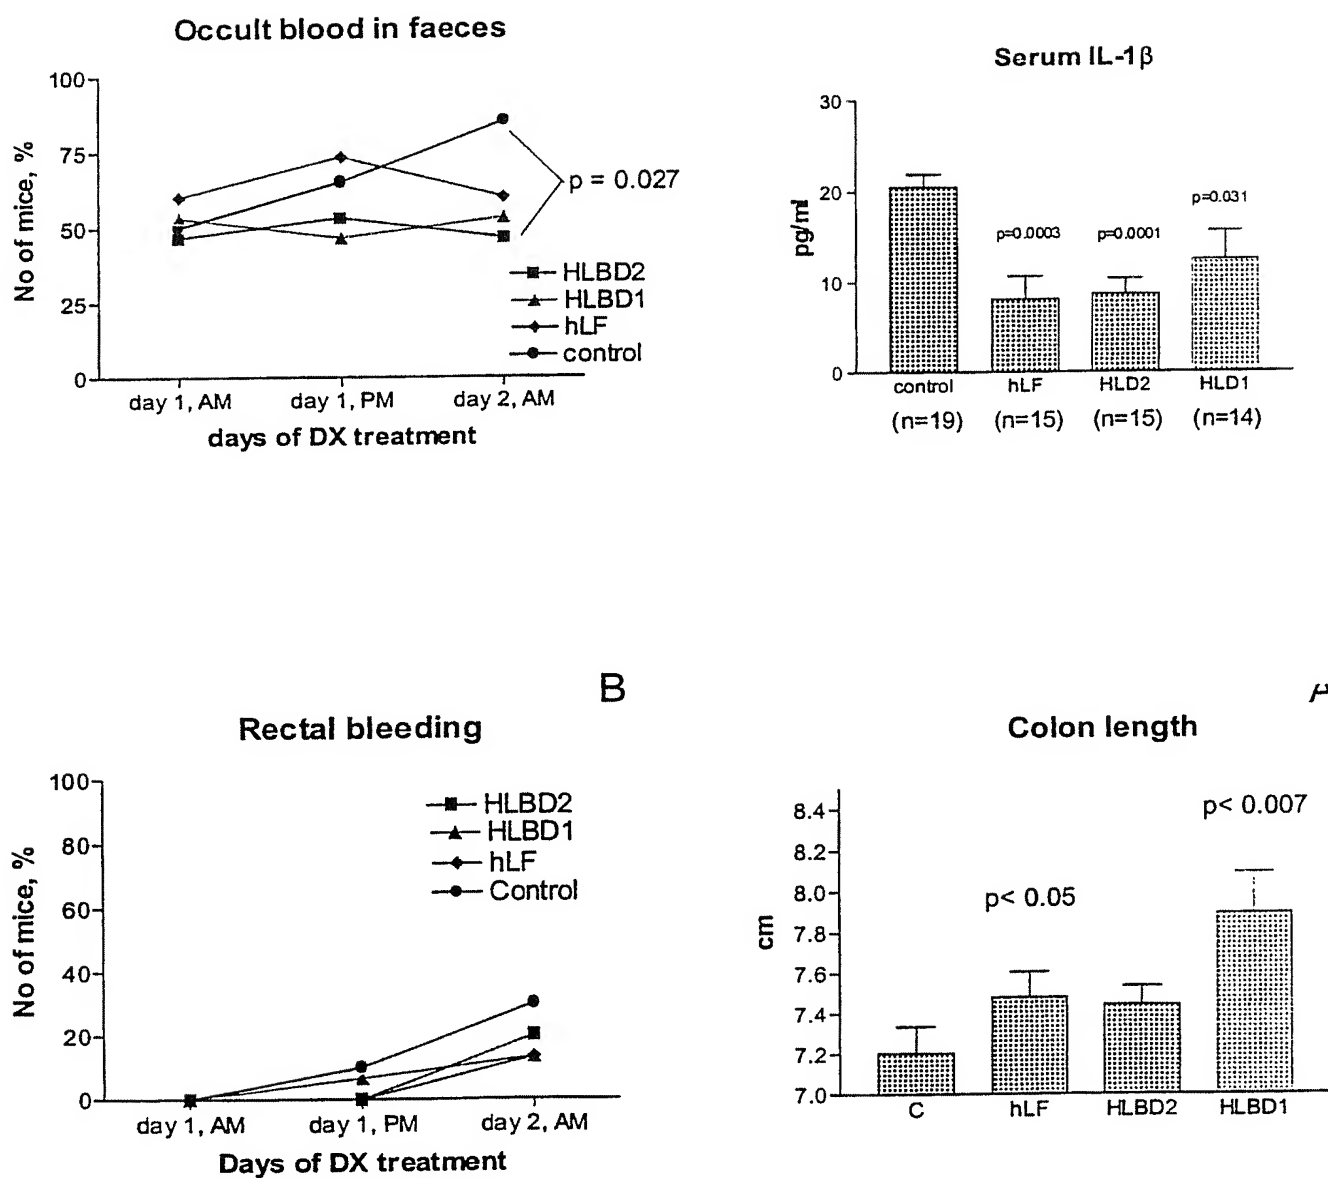 Occult blood in faeces
100
75
50
25
0
No of mice, %
p = 0.027
HLBD2
HLBD1
hLF
control
day 1, AM day 1, PM day 2, AM
days of DX treatment
Serum IL-1β
30
20
10
0
pg/ml
p=0.0003 p=0.0001 p=0.031
control hLF HLD2 HLD1
(n=19) (n=15) (n=15) (n=14)
B
Rectal bleeding
100
80
60
40
20
0
No of mice, %
HLBD2
HLBD1
hLF
Control
day 1, AM day 1, PM day 2, AM
Days of DX treatment
Colon length
8.4
8.2
8.0
7.8
7.6
7.4
7.2
7.0
cm
p< 0.05
p< 0.007
C hLF HLBD2 HLBD1